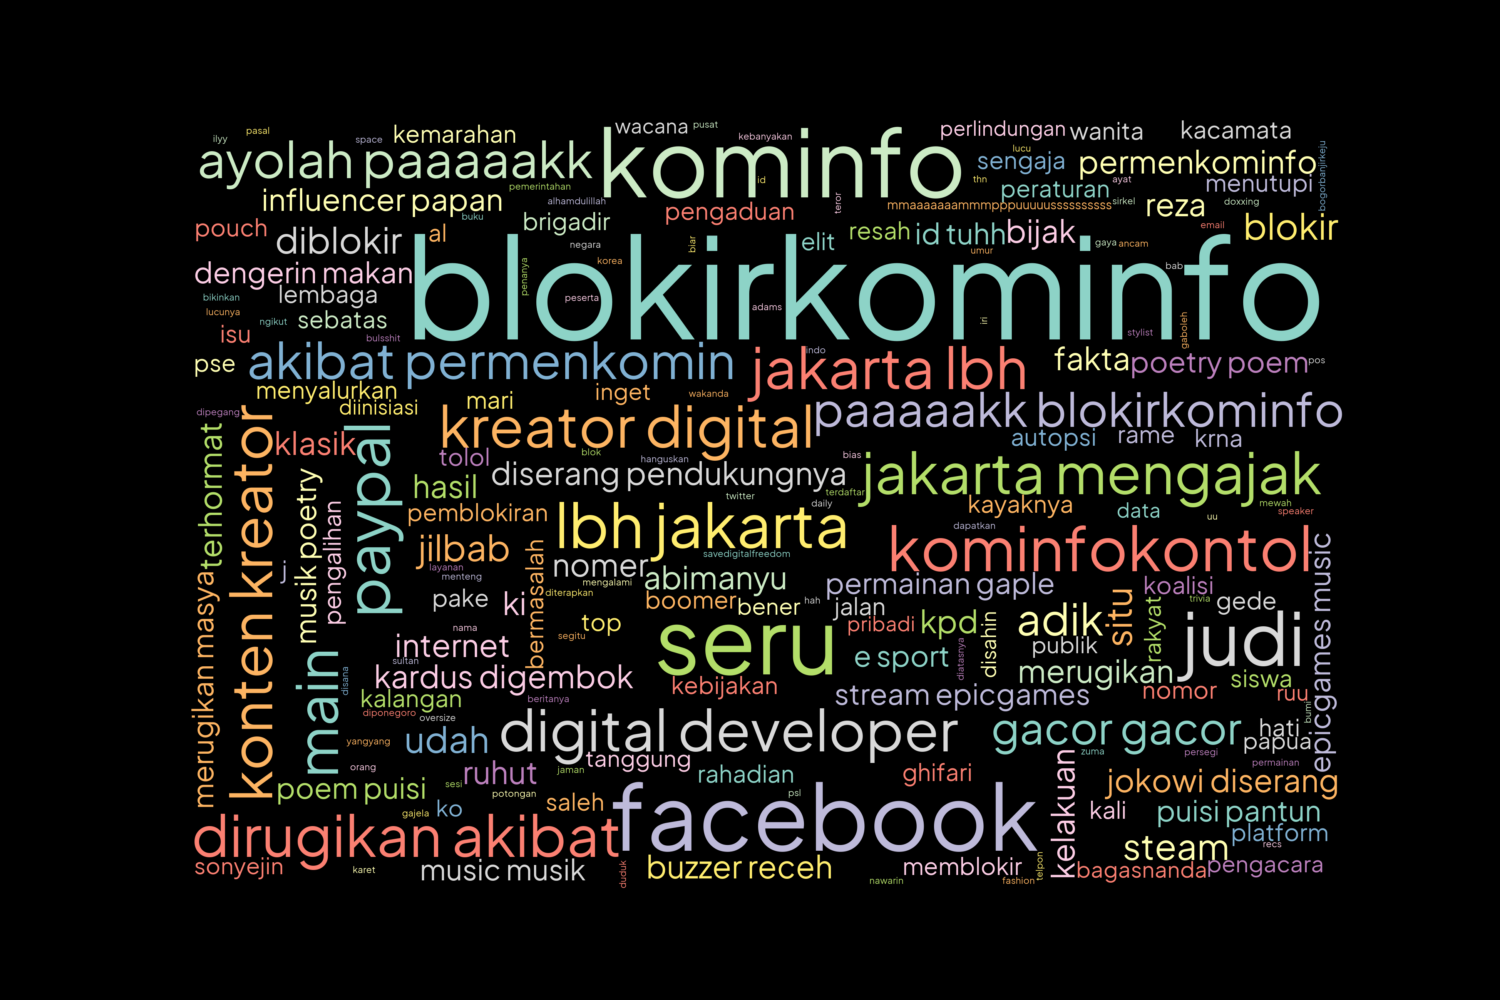 ilyy
pasal
space
kemarahan
wacana
pusat
kebanyakan
perlindungan
wanita
kacamata
ayolah paaaaakk
kominfo
lucu
sengaja
permenkominfo
bogorbanjirkeju
influencer papan
pemerintahan
alhamdulillah
id
thn
peraturan
ayat
menutupi
pouch
buku
brigadir
pengaduan
teror
mmaaaaaaammmpppuuuuussssssssss
sirkel
reza
doxxing
email
blokir
diblokir
al
negara
biar
elit
resah
id tuhh
bijak
umur
gaya
ancam
dengerin makan
blokirkominfo
korea
penanya
peserta
adams
iri
bab
stylist
gaboleh
bikinkan
lembaga
lucunya
ngikut
sebatas
isu
bulsshit
pse
akibat permenkomin
jakarta lbh
indo
fakta
poetry poem
pos
menyalurkan
diinisiasi
mari
inget
wakanda
dipegang
kreator digital
paaaaakk blokirkominfo
klasik
paypal
tolol
blok
hanguskan
autopsi
rame
krna
terhormat
konten kreator
musik poetry
pengalihan
hasil
diserang pendukungnya
bias
jakarta mengajak
twitter
terdaftar
daily
kayaknya
data
mewah
uu
speaker
pemblokiran
lbh jakarta
dapatkan
kominfokontol
jilbab
bermasalah
savedigitalfreedom
layanan
menteng
nomer
mengalami
abimanyu
permainan gaple
koalisi
epicgames music
merugikan masya
j
pake
ki
diterapkan
boomer
bener
hah
jalan
situ
trivia
gede
nama
segitu
top
seru
pribadi
kpd
adik
rakyat
judi
internet
e sport
diatasnya
disahin
publik
main
sultan
disana
kardus digembok
kebijakan
merugikan
siswa
kalangan
beritanya
stream epicgames
nomor
ruu
diponegoro
oversize
bumi
yangyang
udah
digital developer
gacor gacor
hati
papua
orang
tanggung
zuma
persegi
permainan
ruhut
jaman
rahadian
ghifari
kelakuan
jokowi diserang
poem puisi
sesi
potongan
psl
gajela
ko
saleh
facebook
kali
puisi pantun
dirugikan akibat
platform
steam
recs
sonyejin
karet
music musik
duduk
buzzer receh
memblokir
telpon
bagasnanda
pengacara
nawarin
fashion